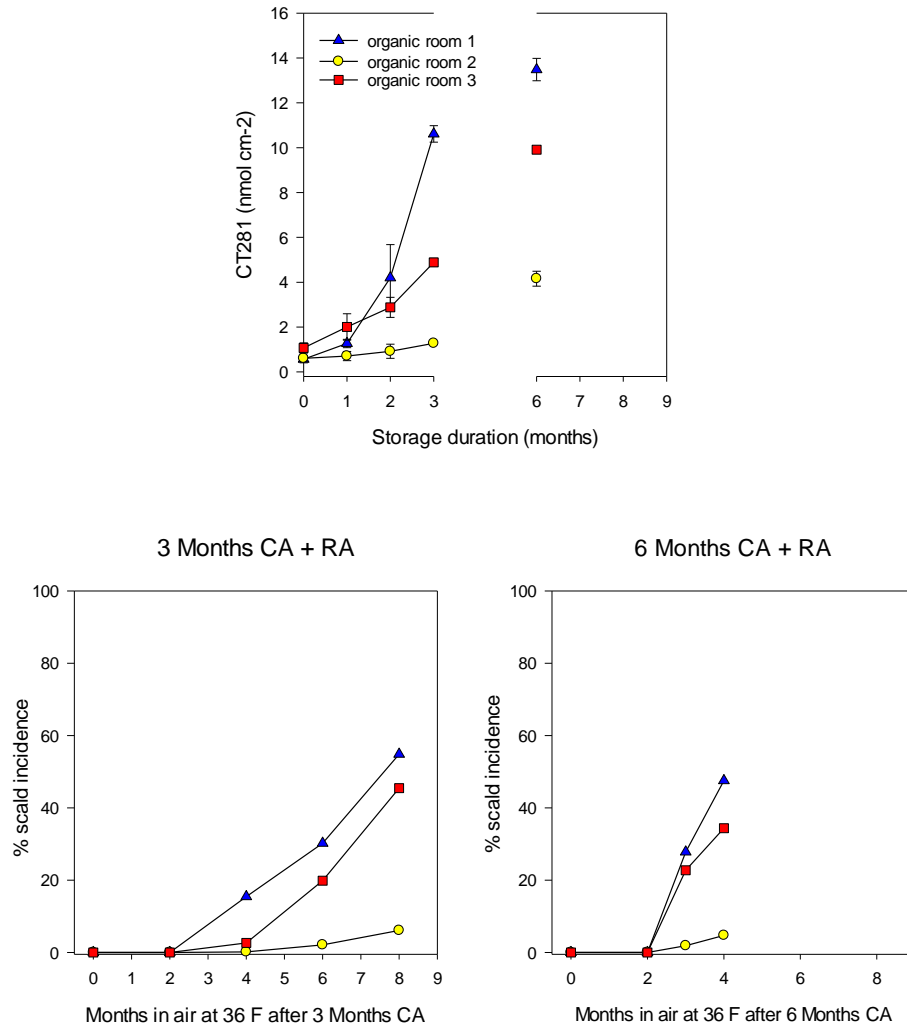 16
14
12
10
8
6
4
2
0
CT281 (nmol cm-2)
organic room 1
organic room 2
organic room 3
0 1 2 3 6 7 8 9
Storage duration (months)
3 Months CA + RA
100
80
60
40
20
0
% scald incidence
0 1 2 3 4 5 6 7 8 9
Months in air at 36 F after 3 Months CA
6 Months CA + RA
100
80
60
40
20
0
% scald incidence
0 2 4 6 8
Months in air at 36 F after 6 Months CA